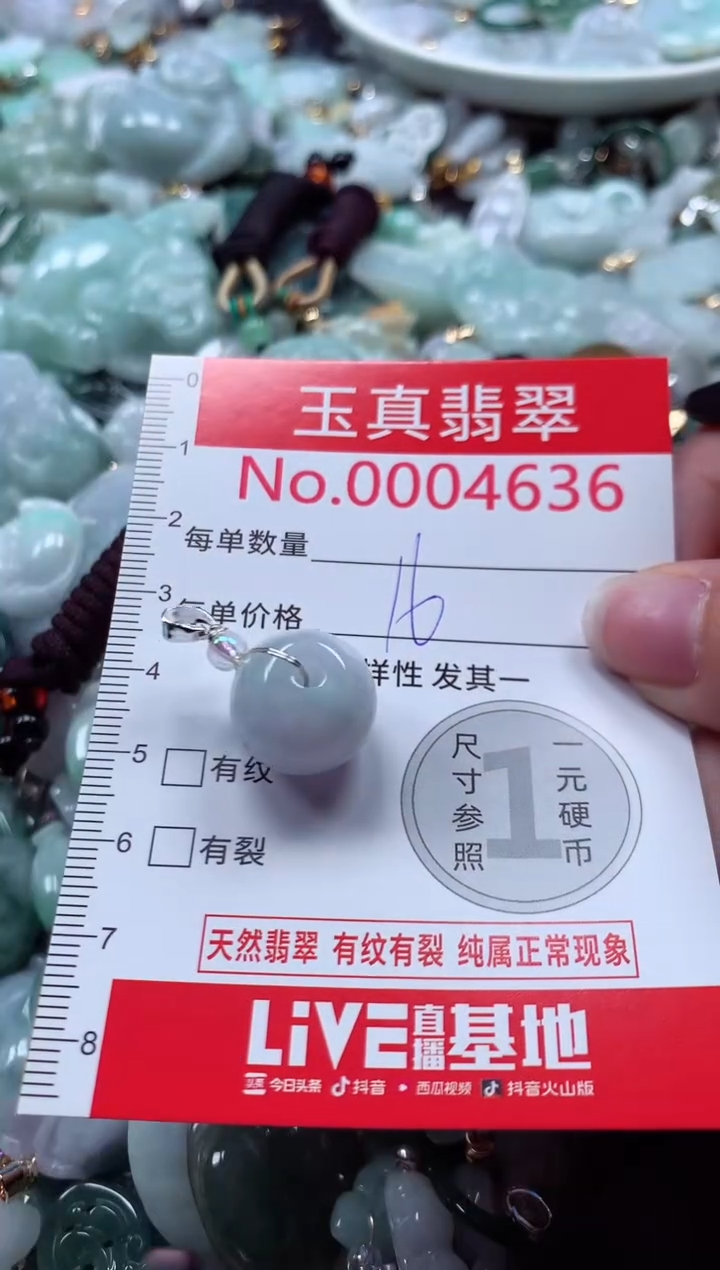 玉真翡翠
No.0004636
每单数量
每单价格 16
样性 发其一
有纹
有裂
尺寸参照
1
一元硬币
天然翡翠 有纹有裂 纯属正常现象
LiVE直播基地
头条 今日头条 抖音 • 西瓜视频 抖音火山版
0
1
2
3
4
5
6
7
8